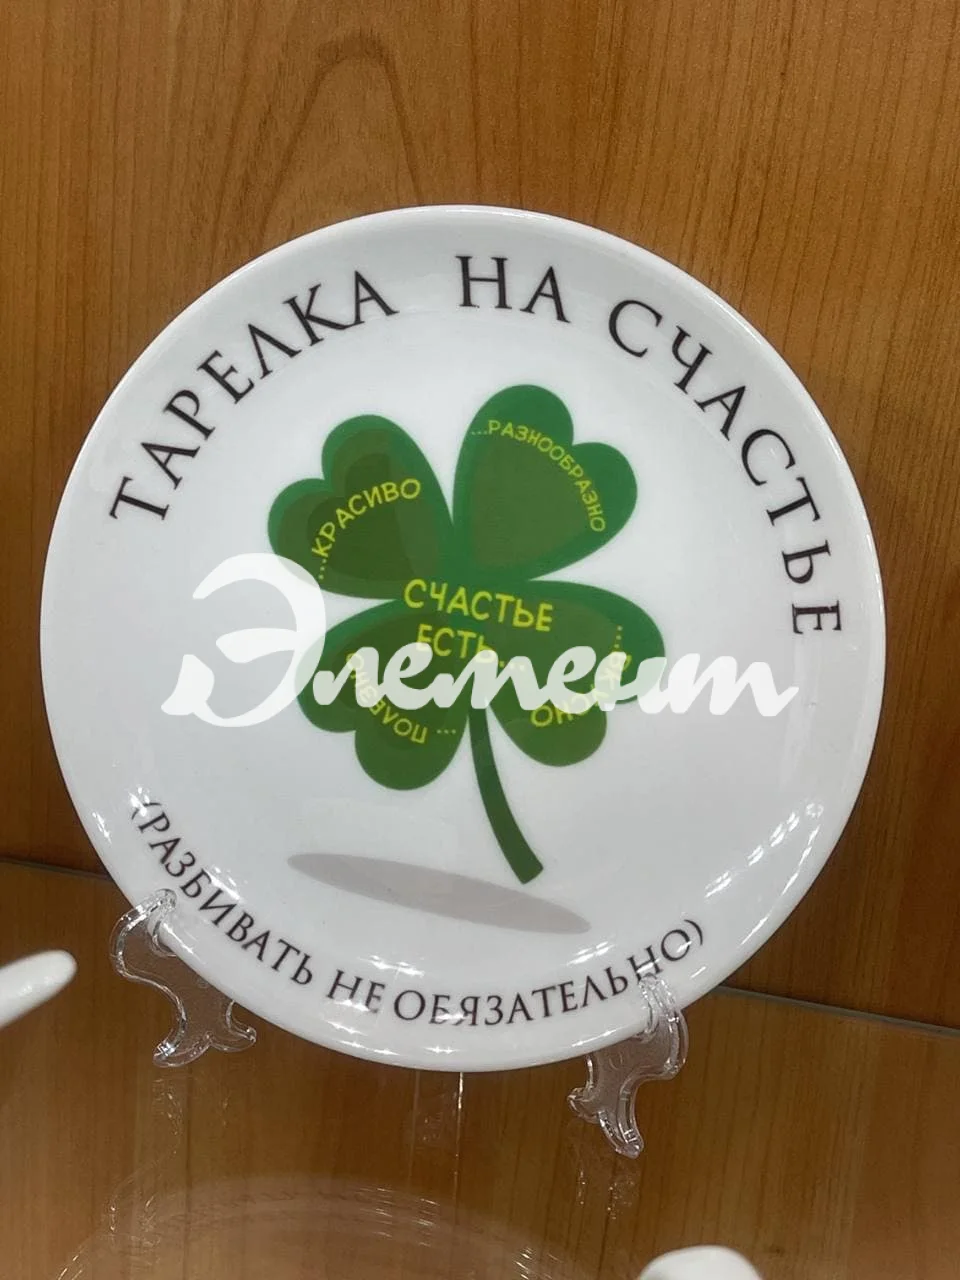 ТАРЕЛКА НА СЧАСТЬЕ
...КРАСИВО
...РАЗНООБРАЗНО
СЧАСТЬЕ
ЕСТЬ...
...ПОЛЕЗНО
...ВКУСНО
Элемент
(РАЗБИВАТЬ НЕ ОБЯЗАТЕЛЬНО)